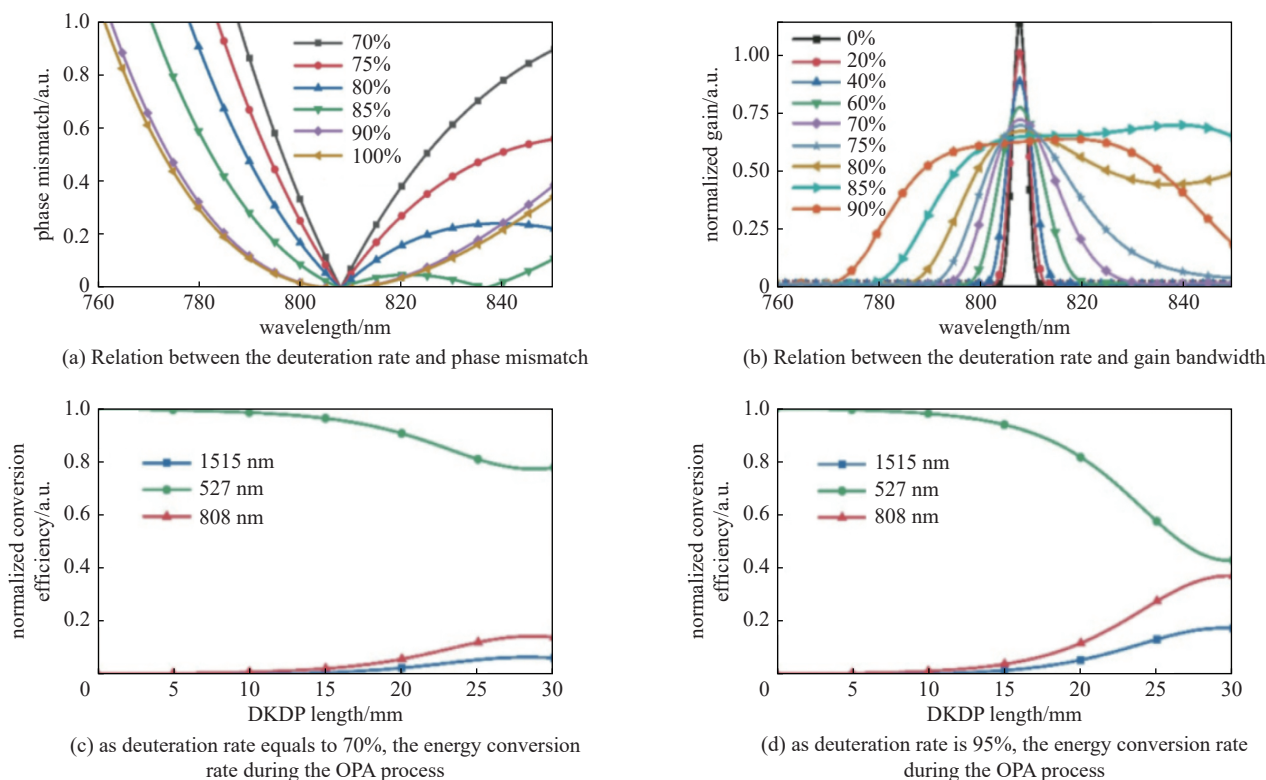 1.0
0.8
0.6
0.4
0.2
0
760
780
800
820
840
phase mismatch/a.u.
wavelength/nm
70%
75%
80%
85%
90%
100%
(a) Relation between the deuteration rate and phase mismatch
1.00
0.75
0.50
0.25
0
760
780
800
820
840
normalized gain/a.u.
wavelength/nm
0%
20%
40%
60%
70%
75%
80%
85%
90%
(b) Relation between the deuteration rate and gain bandwidth
1.0
0.8
0.6
0.4
0.2
0
5
10
15
20
25
30
normalized conversion
efficiency/a.u.
DKDP length/mm
1515 nm
527 nm
808 nm
(c) as deuteration rate equals to 70%, the energy conversion
rate during the OPA process
1.0
0.8
0.6
0.4
0.2
0
5
10
15
20
25
30
normalized conversion
efficiency/a.u.
DKDP length/mm
1515 nm
527 nm
808 nm
(d) as deuteration rate is 95%, the energy conversion rate
during the OPA process